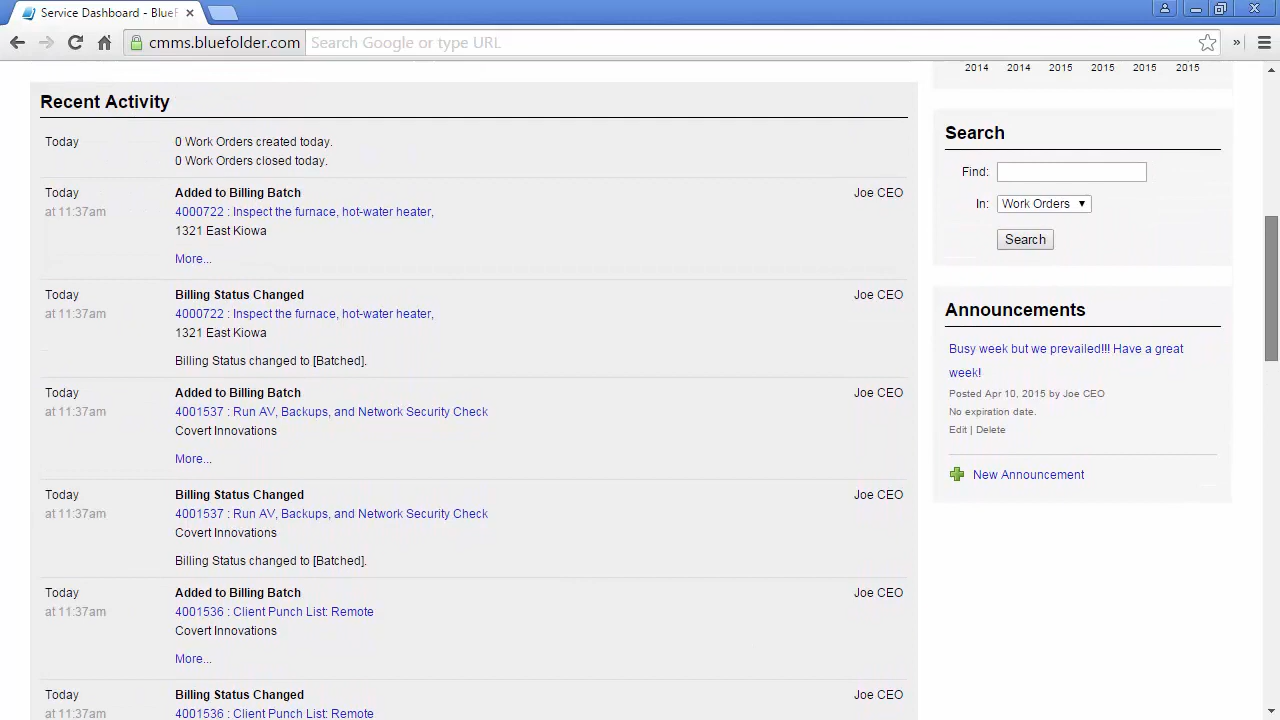 Service Dashboard - BlueF
cmms.bluefolder.com
Search Google or type URL
»
2014 2014 2015 2015 2015 2015
Recent Activity
Today
0 Work Orders created today.
0 Work Orders closed today.
Today
Added to Billing Batch
Joe CEO
at 11:37am
4000722 : Inspect the furnace, hot-water heater,
1321 East Kiowa
More...
Today
Billing Status Changed
Joe CEO
at 11:37am
4000722 : Inspect the furnace, hot-water heater,
1321 East Kiowa
Billing Status changed to [Batched].
Today
Added to Billing Batch
Joe CEO
at 11:37am
4001537 : Run AV, Backups, and Network Security Check
Covert Innovations
More...
Today
Billing Status Changed
Joe CEO
at 11:37am
4001537 : Run AV, Backups, and Network Security Check
Covert Innovations
Billing Status changed to [Batched].
Today
Added to Billing Batch
Joe CEO
at 11:37am
4001536 : Client Punch List: Remote
Covert Innovations
More...
Today
Billing Status Changed
Joe CEO
at 11:37am
4001536 : Client Punch List: Remote
Search
Find:
In: Work Orders
Search
Announcements
Busy week but we prevailed!!! Have a great
week!
Posted Apr 10, 2015 by Joe CEO
No expiration date.
Edit | Delete
New Announcement